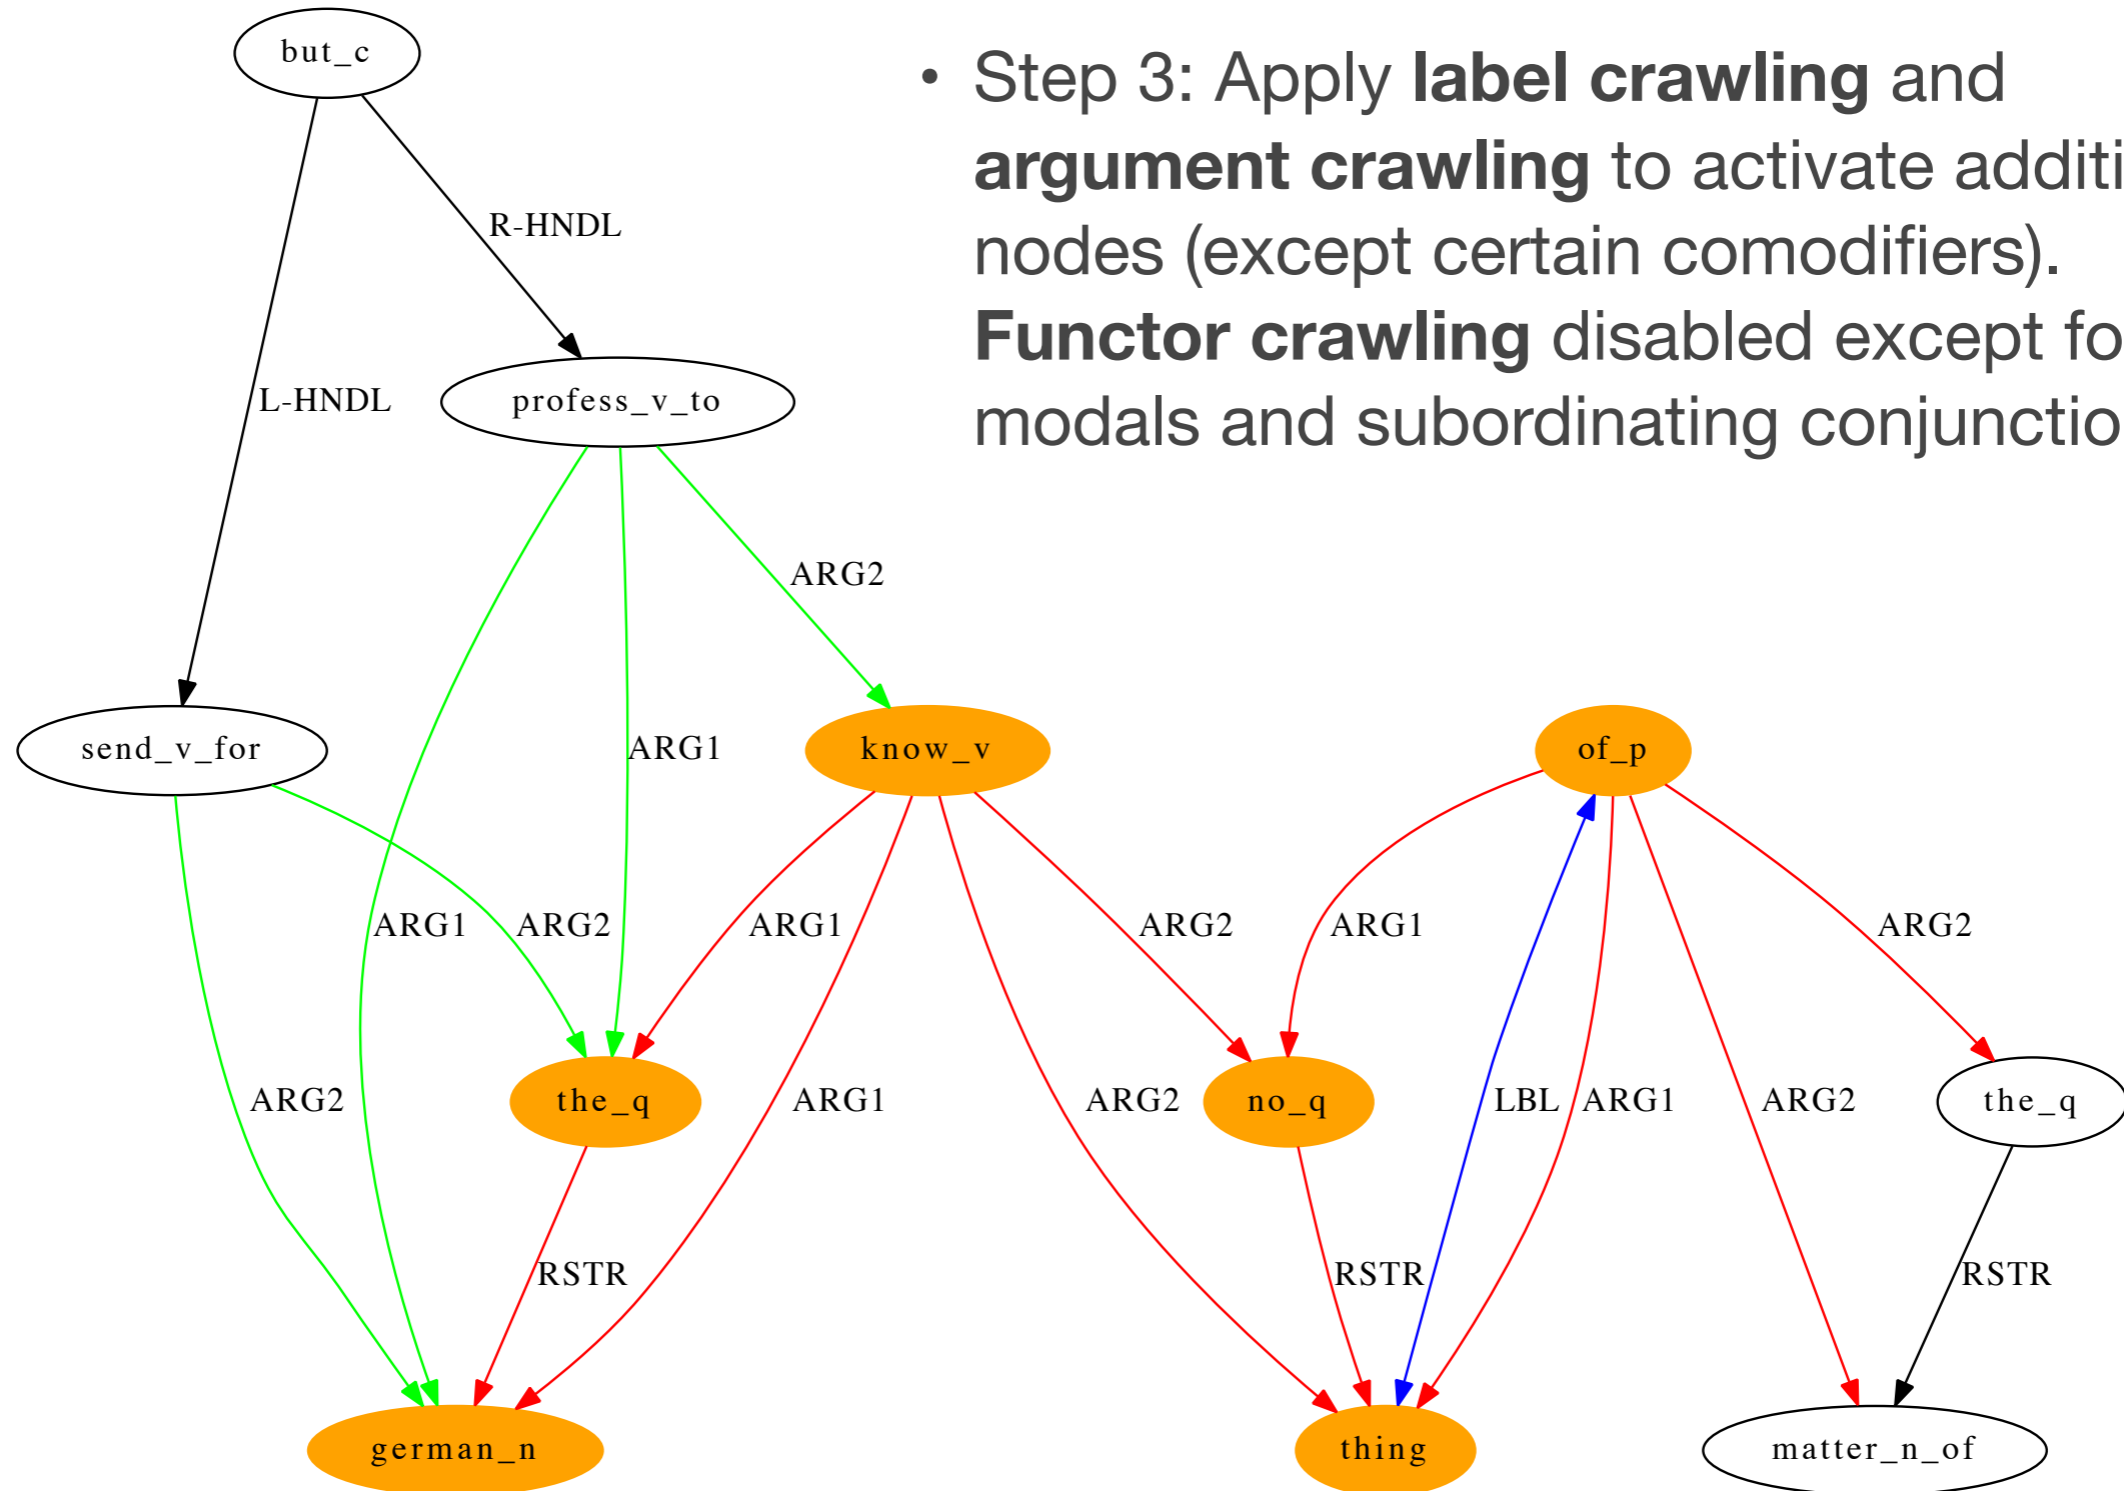 but_c
• Step 3: Apply label crawling and
argument crawling to activate additi
nodes (except certain comodifiers).
Functor crawling disabled except fo
modals and subordinating conjunctio
R-HNDL
L-HNDL
profess_v_to
ARG2
send_v_for
ARG1
know_v
of_p
ARG1
ARG2
ARG1
ARG2
ARG1
ARG2
ARG2
the_q
ARG1
ARG2
no_q
LBL
ARG1
ARG2
the_q
RSTR
RSTR
RSTR
german_n
thing
matter_n_of